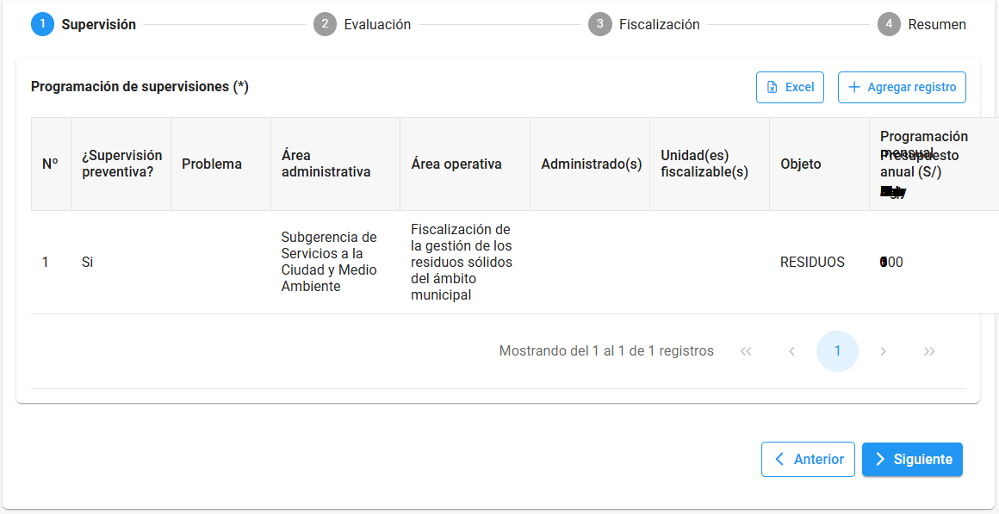 1 Supervisión 2 Evaluación 3 Fiscalización 4 Resumen
Programación de supervisiones (*) Excel Agregar registro
Nº
¿Supervisión
preventiva?
Problema
Área
administrativa
Área operativa
Administrado(s)
Unidad(es)
fiscalizable(s)
Objeto
Programación
mensual
Presupuesto
anual (S/)
1
Si
Subgerencia de
Servicios a la
Ciudad y Medio
Ambiente
Fiscalización de
la gestión de los
residuos sólidos
del ámbito
municipal
RESIDUOS
Mostrando del 1 al 1 de 1 registros 1
Anterior Siguiente